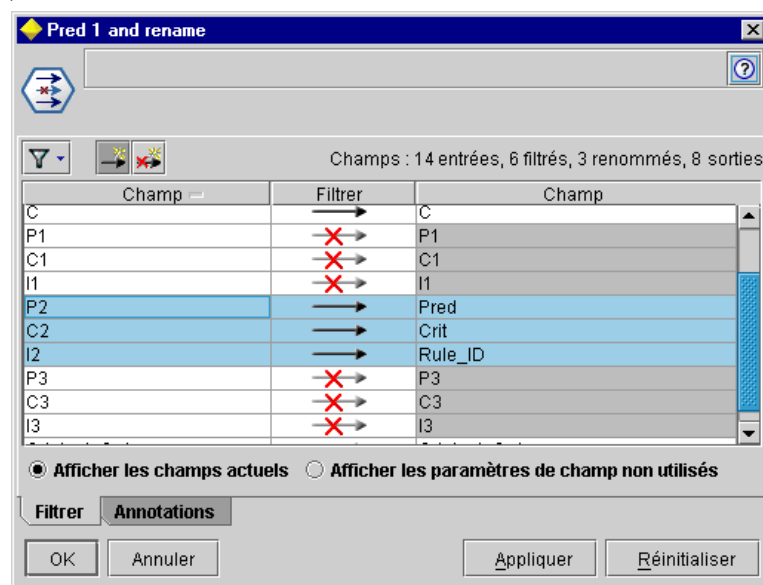 Pred 1 and rename
Champs : 14 entrées, 6 filtrés, 3 renommés, 8 sorties
Champ Filtrer Champ
C C
P1 P1
C1 C1
I1 I1
P2 Pred
C2 Crit
I2 Rule_ID
P3 P3
C3 C3
I3 I3
Afficher les champs actuels Afficher les paramètres de champ non utilisés
Filtrer Annotations
OK Annuler Appliquer Réinitialiser